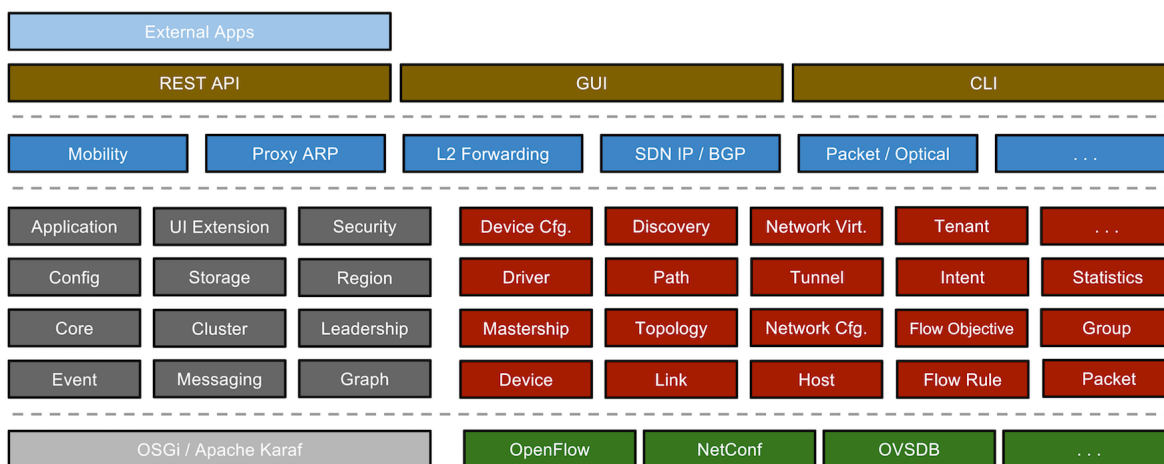 External Apps
REST API GUI CLI
Mobility Proxy ARP L2 Forwarding SDN IP / BGP Packet / Optical . . .
Application UI Extension Security Device Cfg. Discovery Network Virt. Tenant . . .
Config Storage Region Driver Path Tunnel Intent Statistics
Core Cluster Leadership Mastership Topology Network Cfg. Flow Objective Group
Event Messaging Graph Device Link Host Flow Rule Packet
OSGi / Apache Karaf OpenFlow NetConf OVSDB . . .